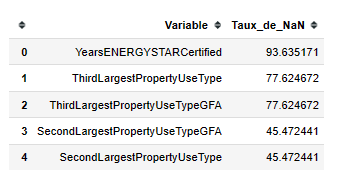 Variable Taux_de_NaN
0 YearsENERGYSTARCertified 93.635171
1 ThirdLargestPropertyUseType 77.624672
2 ThirdLargestPropertyUseTypeGFA 77.624672
3 SecondLargestPropertyUseTypeGFA 45.472441
4 SecondLargestPropertyUseType 45.472441